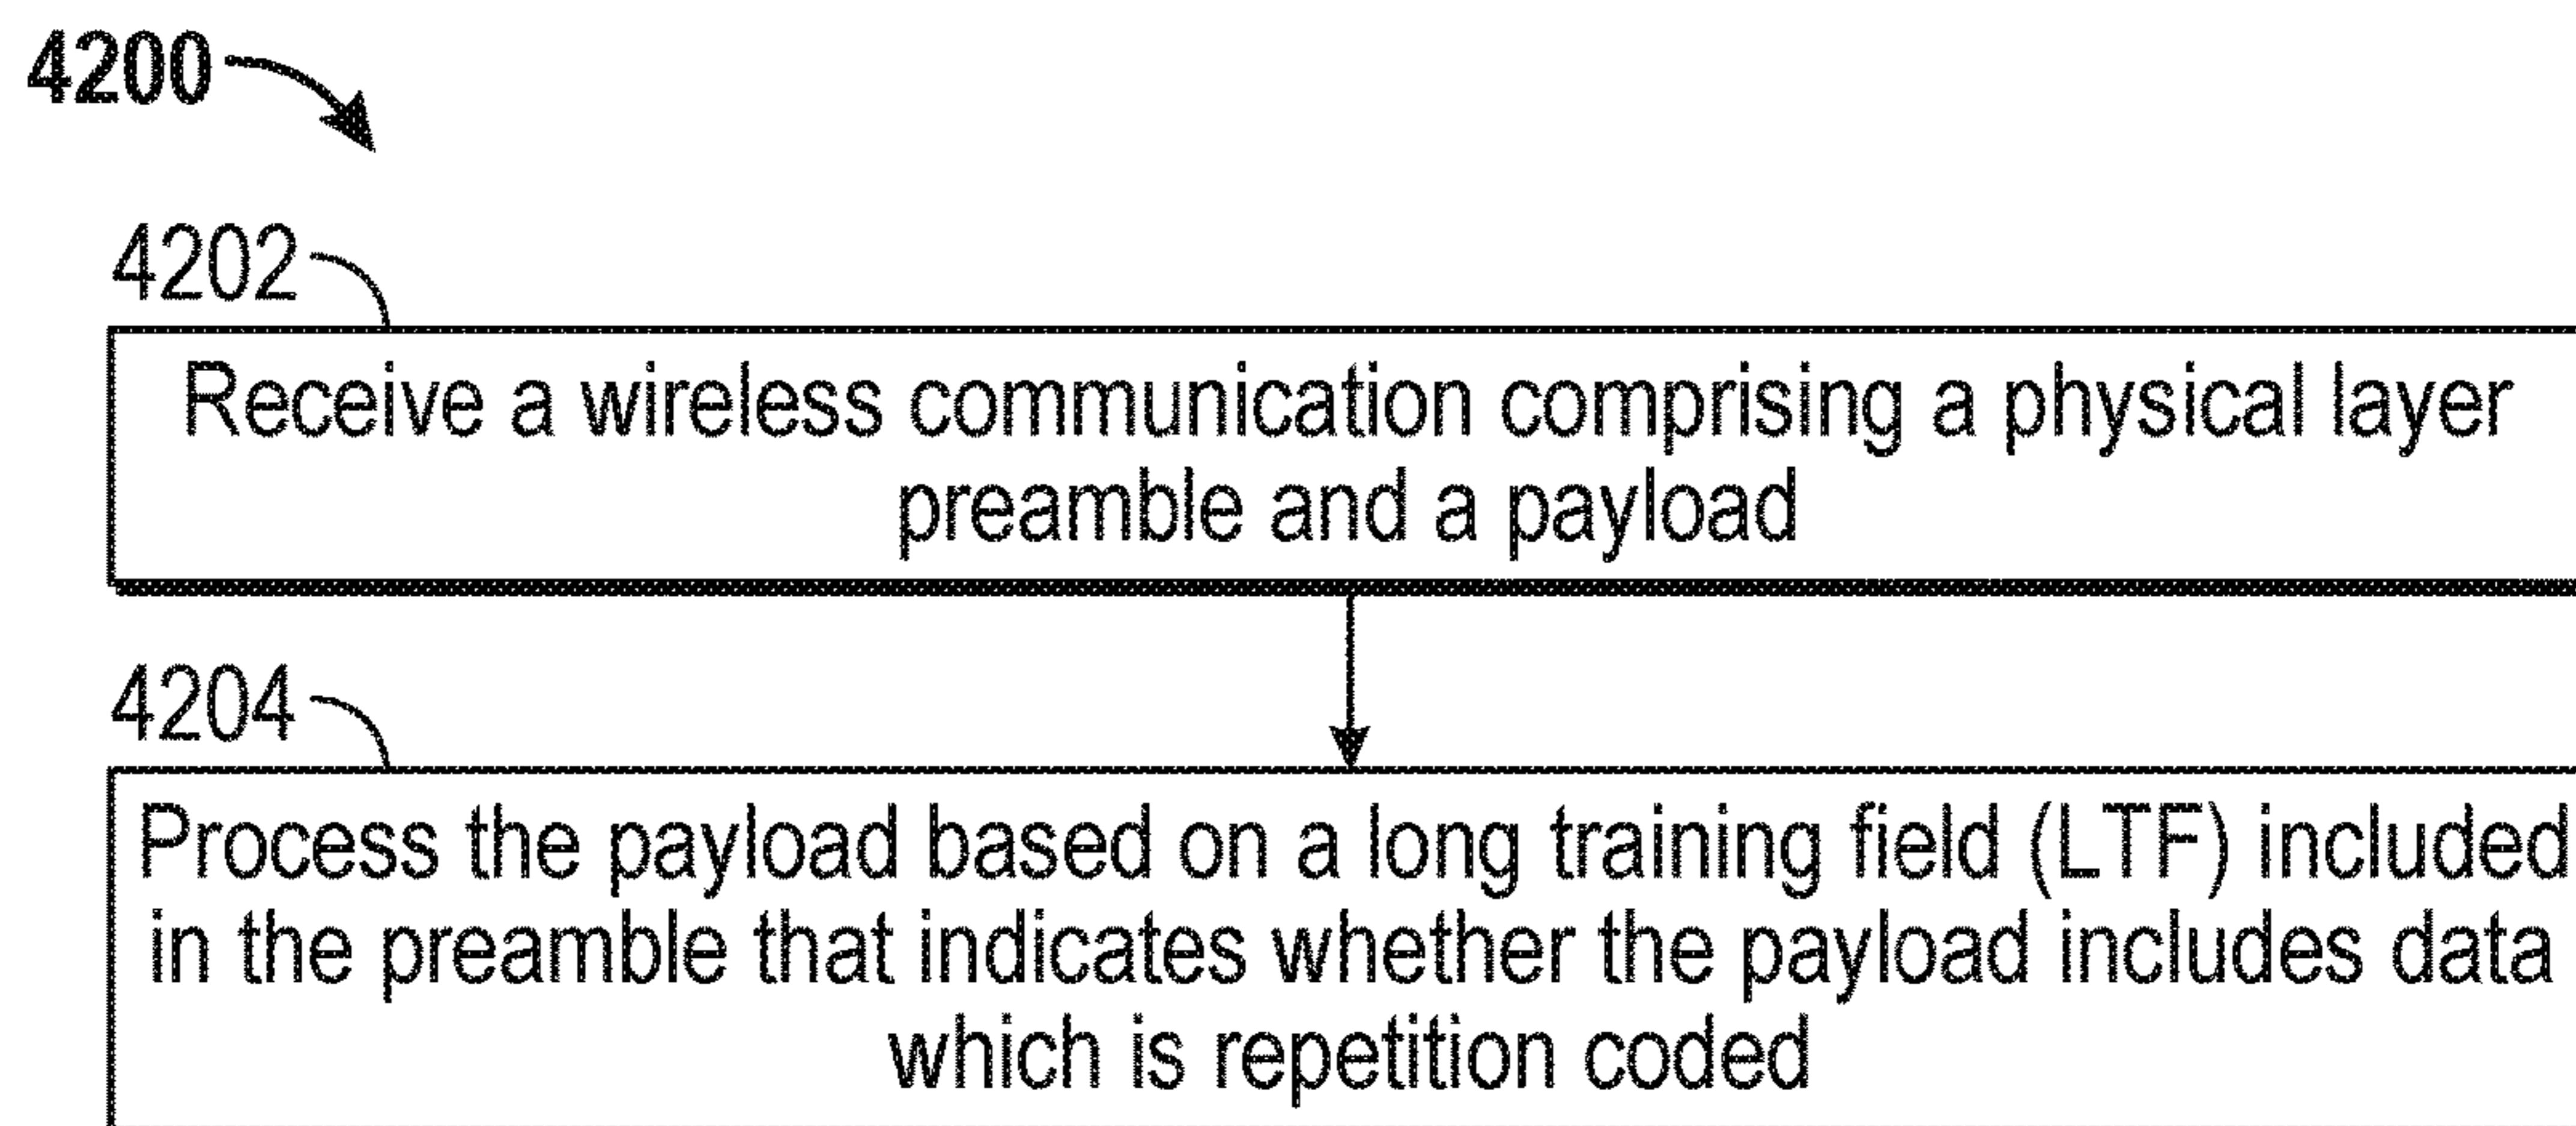 4200
4202
Receive a wireless communication comprising a physical layer
preamble and a payload
4204
Process the payload based on a long training field (LTF) included
in the preamble that indicates whether the payload includes data
which is repetition coded